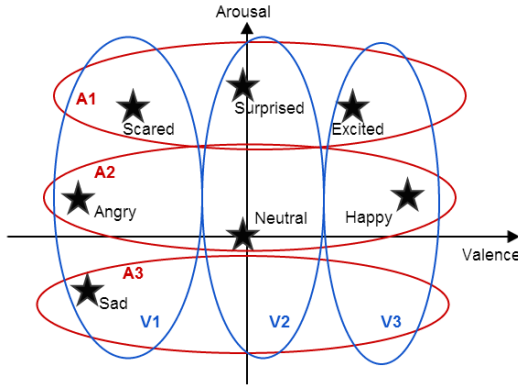 Arousal
A1
Scared
Surprised
Excited
A2
Angry
Neutral
Happy
Valence
A3
Sad
V1
V2
V3